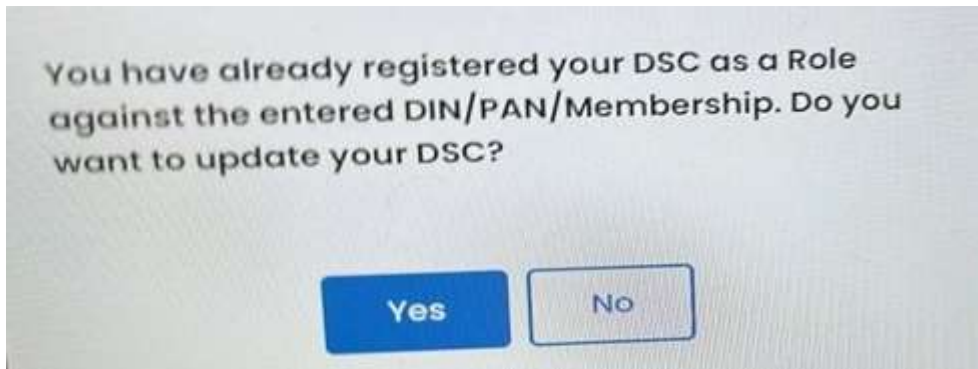 You have already registered your DSC as a Role
against the entered DIN/PAN/Membership. Do you
want to update your DSC?
Yes
No